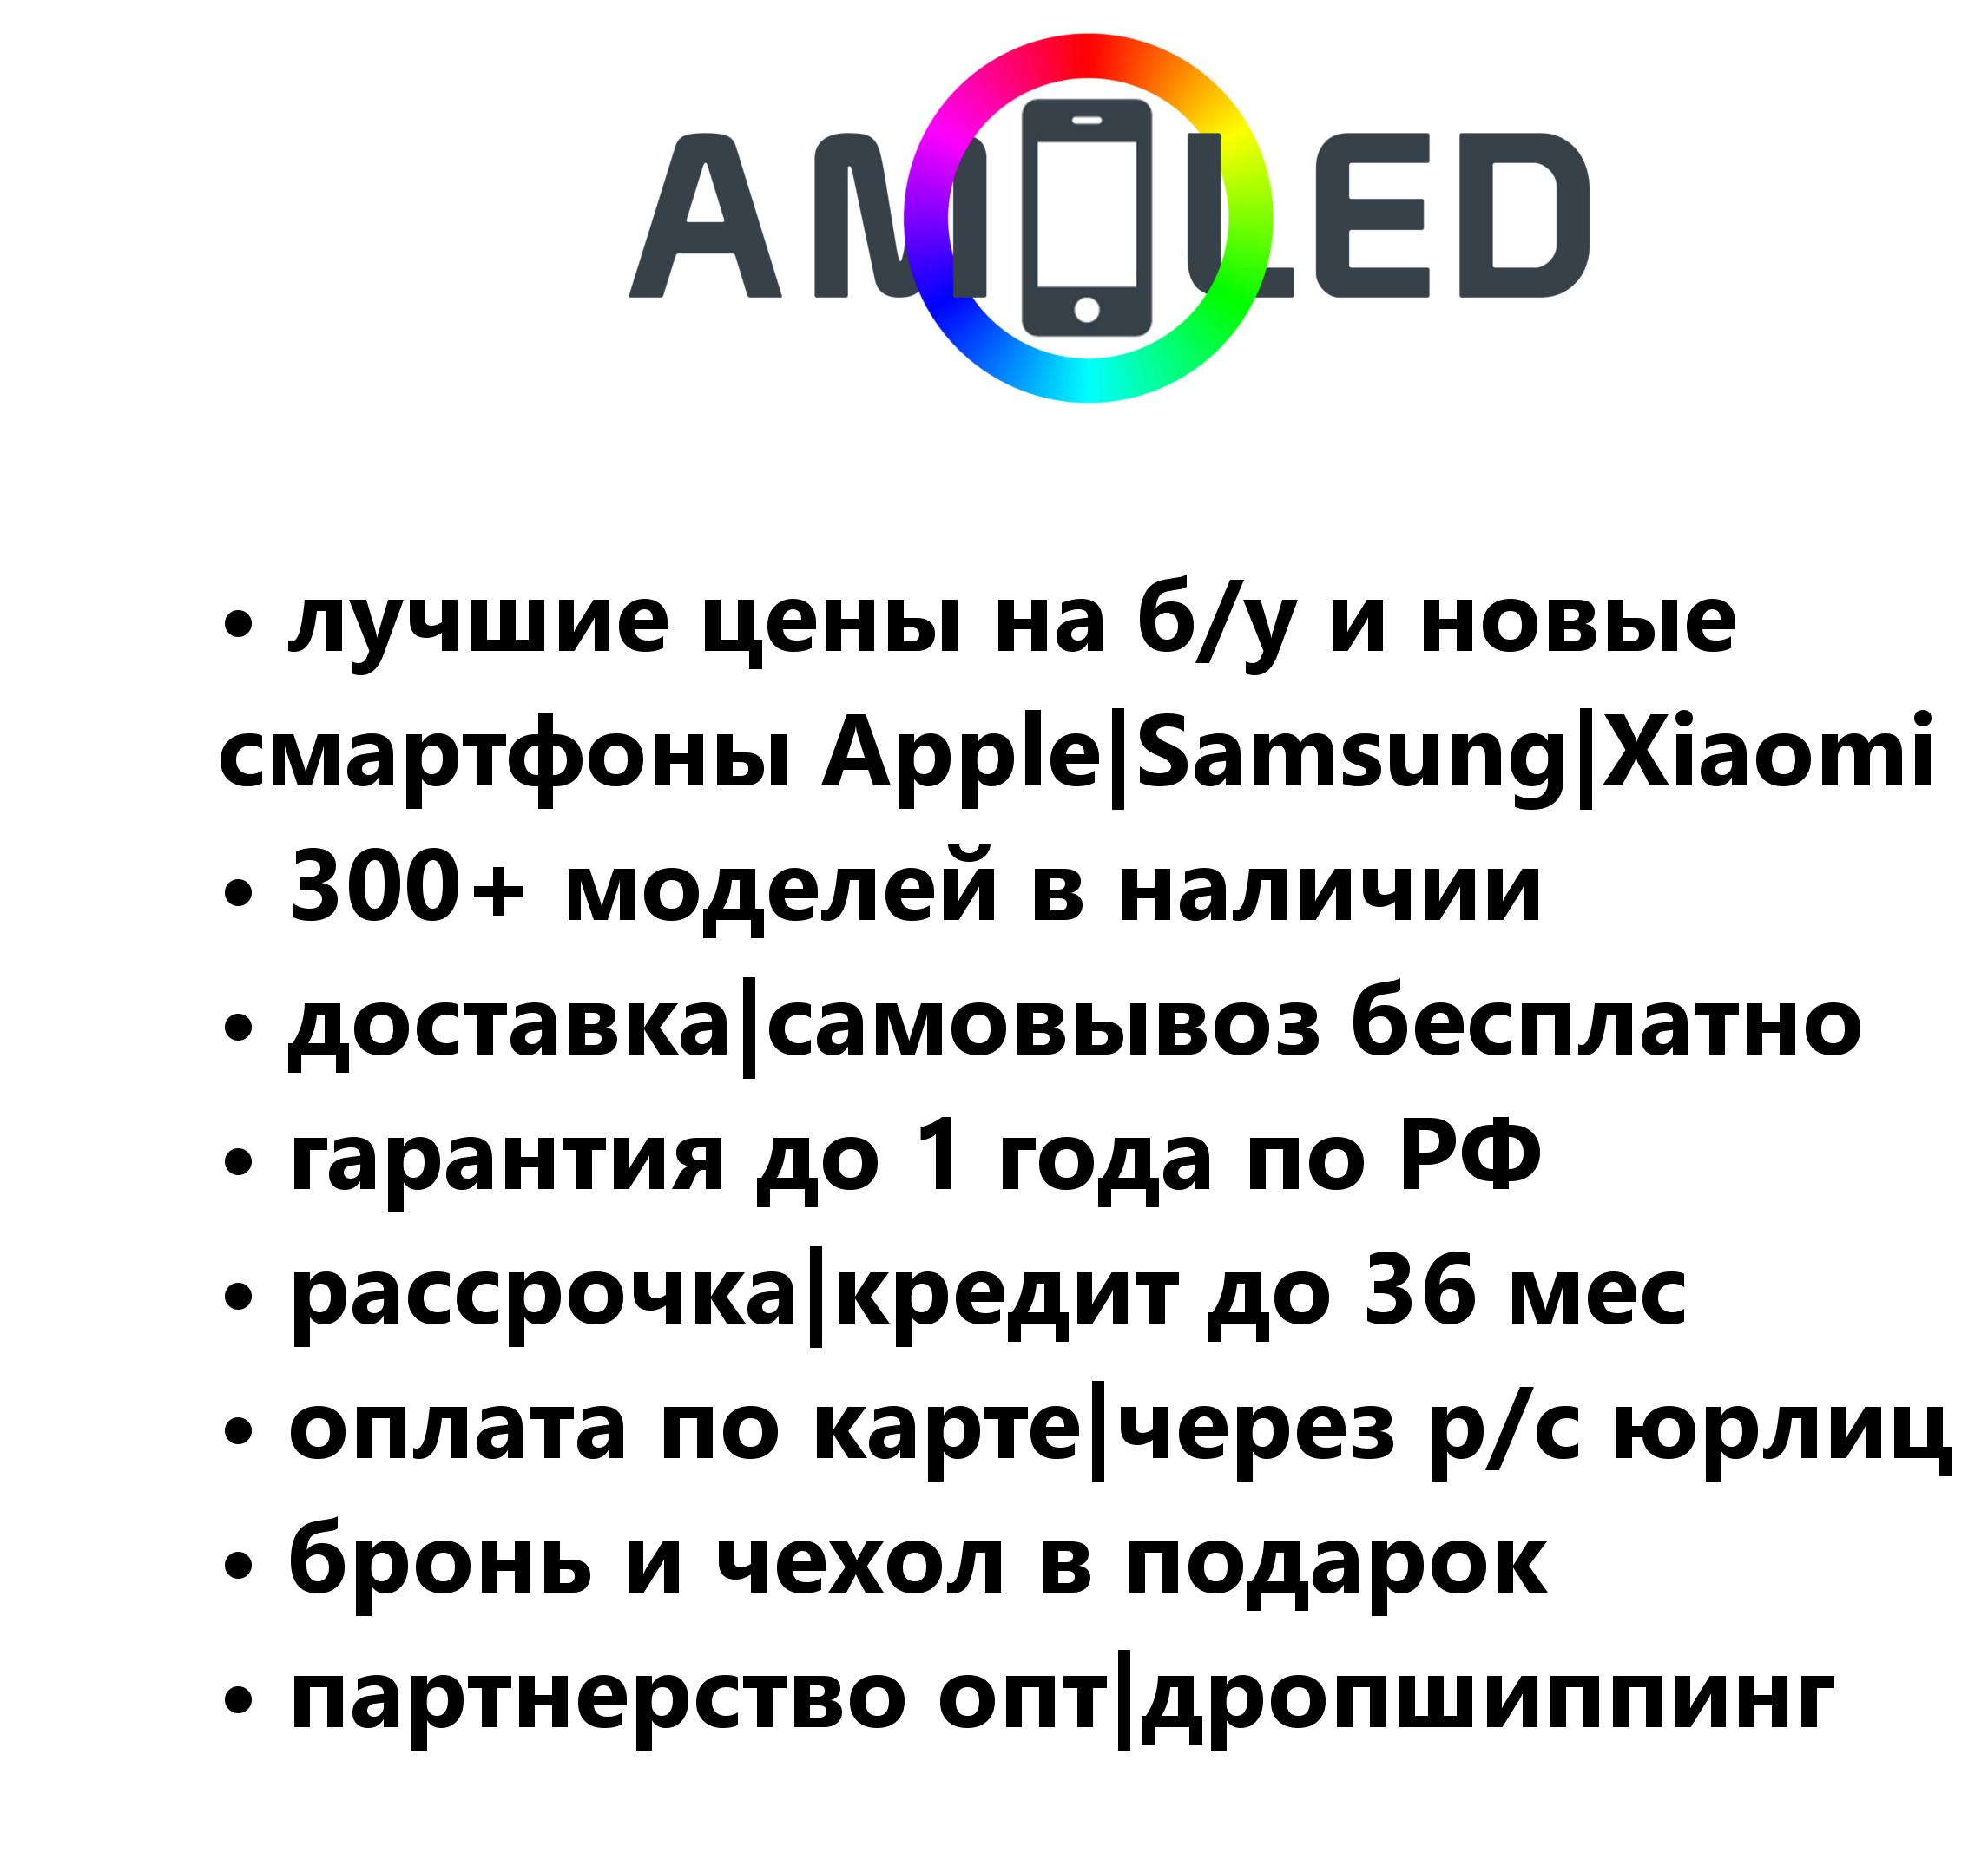 AMOLED
• лучшие цены на б/у и новые
смартфоны Apple|Samsung|Xiaomi
• 300+ моделей в наличии
• доставка|самовывоз бесплатно
• гарантия до 1 года по РФ
• рассрочка|кредит до 36 мес
• оплата по карте|через р/с юрлиц
• бронь и чехол в подарок
• партнерство опт|дропшиппинг